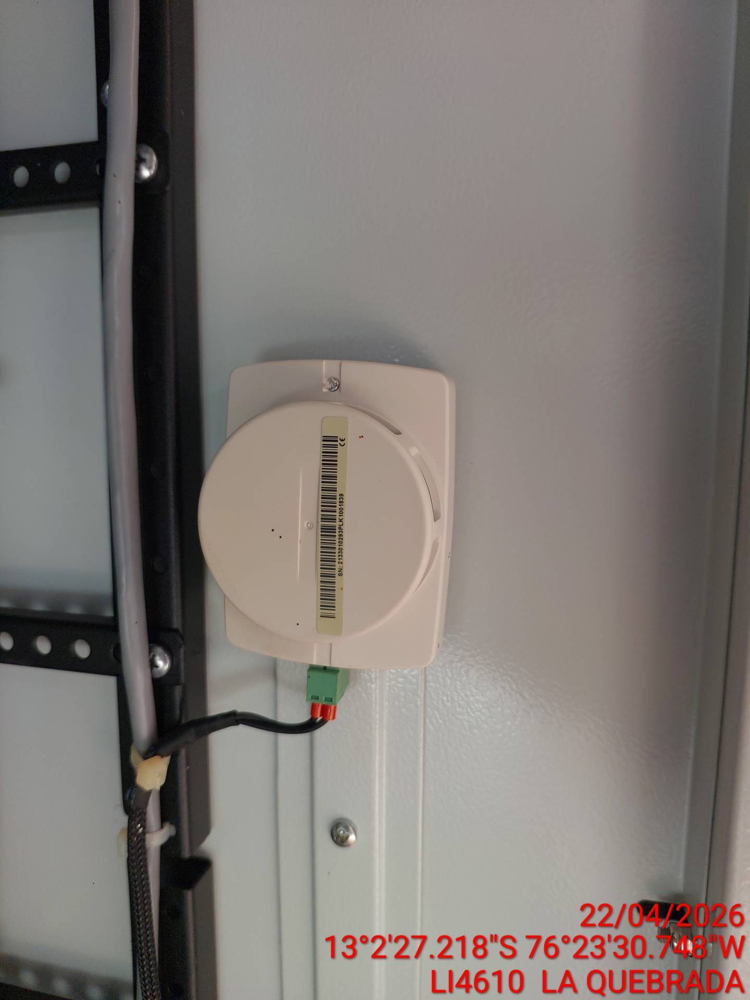 CE
SN: 2133010293PLK1001839
22/04/2026
13°2'27.218"S 76°23'30.748"W
LI4610 LA QUEBRADA